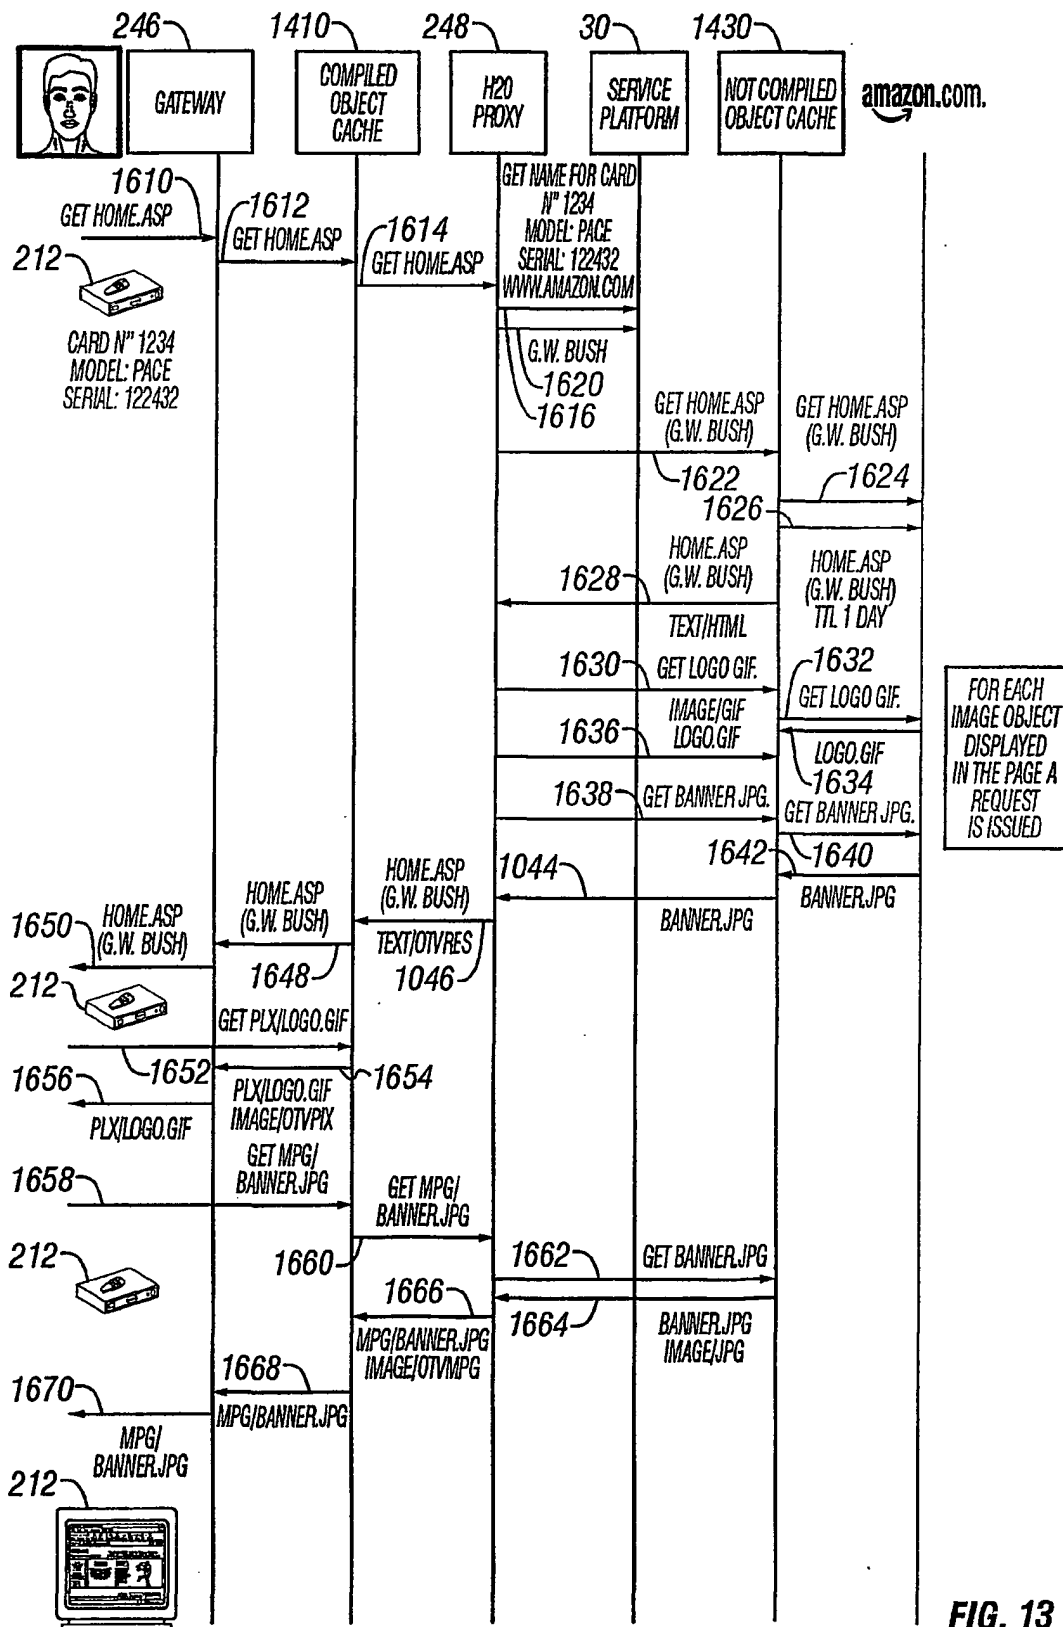 246
1410
248
30
1430
GATEWAY
COMPILED
OBJECT
CACHE
H20
PROXY
SERVICE
PLATFORM
NOT COMPILED
OBJECT CACHE
amazon.com.
1610
GET HOME.ASP
1612
GET HOME.ASP
1614
GET HOME.ASP
GET NAME FOR CARD
N" 1234
MODEL: PACE
SERIAL: 122432
WWW.AMAZON.COM
212
CARD N" 1234
MODEL: PACE
SERIAL: 122432
G.W. BUSH
1620
1616
GET HOME.ASP
(G.W. BUSH)
GET HOME.ASP
(G.W. BUSH)
1622
1624
1626
HOME.ASP
(G.W. BUSH)
1628
HOME.ASP
(G.W. BUSH)
TTL 1 DAY
TEXT/HTML
1630
GET LOGO GIF.
1632
GET LOGO GIF.
IMAGE/GIF
LOGO.GIF
1636
LOGO.GIF
1634
1638
GET BANNER JPG.
GET BANNER JPG.
1640
1642
FOR EACH
IMAGE OBJECT
DISPLAYED
IN THE PAGE A
REQUEST
IS ISSUED
1044
BANNER.JPG
BANNER.JPG
HOME.ASP
(G.W. BUSH)
TEXT/OTVRES
1046
HOME.ASP
(G.W. BUSH)
1648
HOME.ASP
(G.W. BUSH)
1650
212
GET PLX/LOGO.GIF
1652
1654
PLX/LOGO.GIF
IMAGE/OTVPIX
1656
PLX/LOGO.GIF
GET MPG/
BANNER.JPG
1658
GET MPG/
BANNER.JPG
1660
212
1662
GET BANNER.JPG
1664
BANNER.JPG
IMAGE/JPG
1666
MPG/BANNER.JPG
IMAGE/OTVMPG
1668
MPG/BANNER.JPG
1670
MPG/
BANNER.JPG
212
FIG. 13